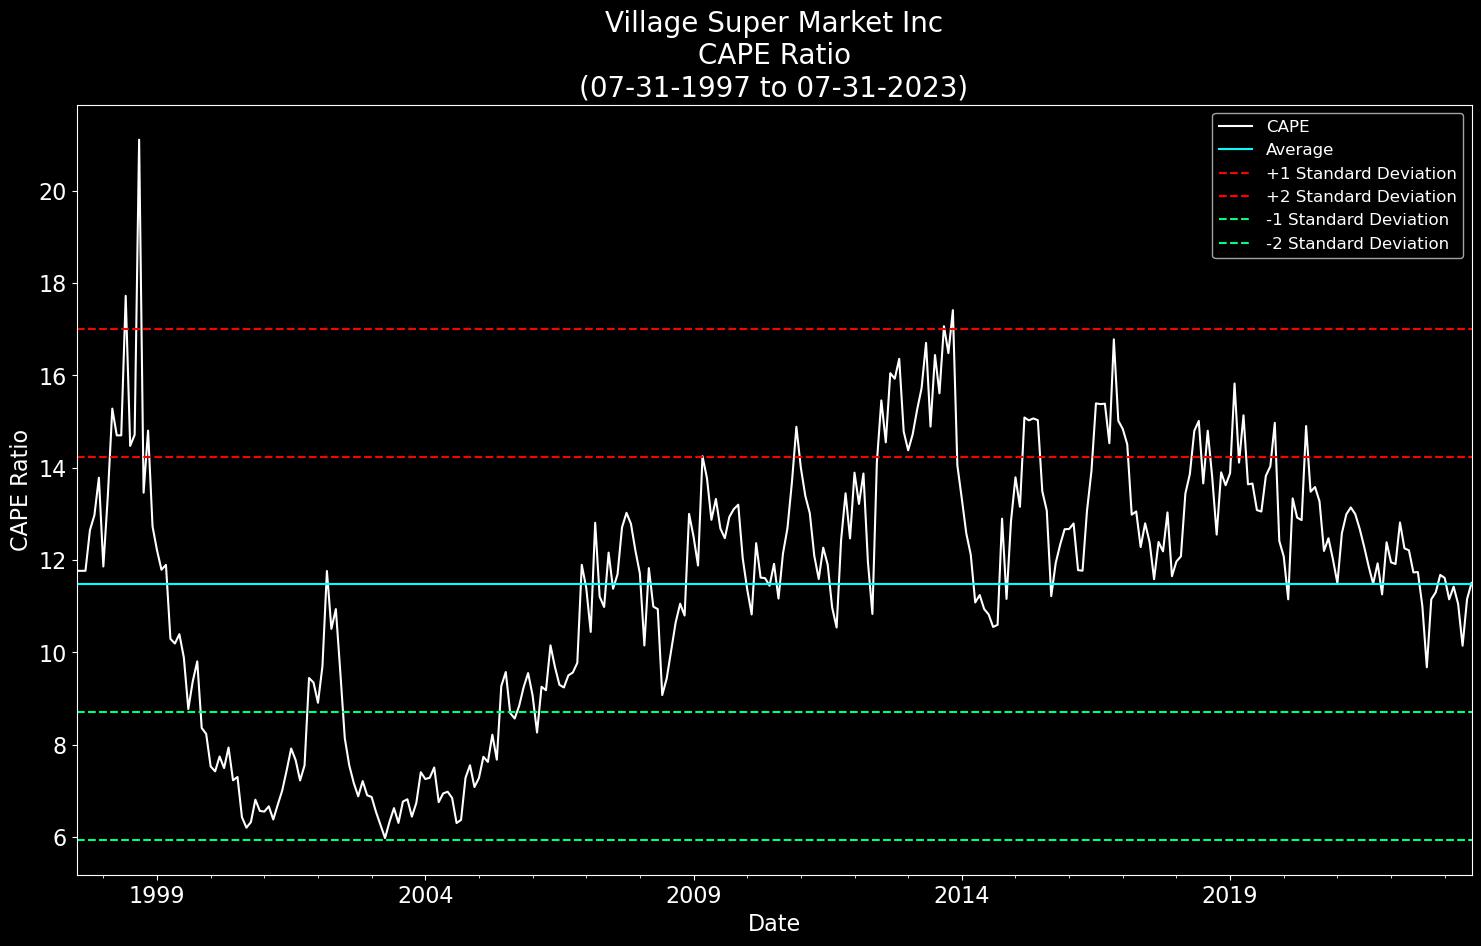 Village Super Market Inc
CAPE Ratio
(07-31-1997 to 07-31-2023)
CAPE
Average
+1 Standard Deviation
+2 Standard Deviation
-1 Standard Deviation
-2 Standard Deviation
CAPE Ratio
20
18
16
14
12
10
8
6
1999
2004
2009
2014
2019
Date